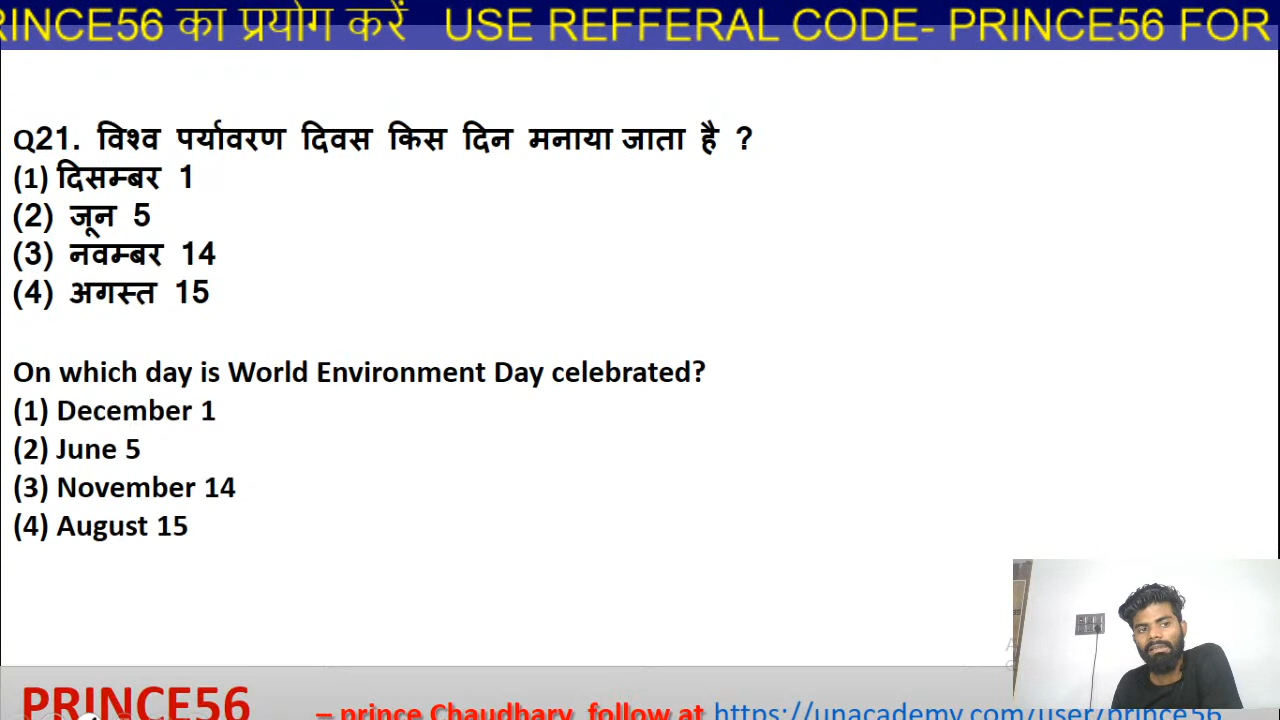 RINCE56 का प्रयोग करें USE REFFERAL CODE- PRINCE56 FOR
Q21. विश्व पर्यावरण दिवस किस दिन मनाया जाता है ?
(1) दिसम्बर 1
(2) जून 5
(3) नवम्बर 14
(4) अगस्त 15
On which day is World Environment Day celebrated?
(1) December 1
(2) June 5
(3) November 14
(4) August 15
PRINCE56 – prince Chaudhary follow at https://unacademy.com/user/prince56